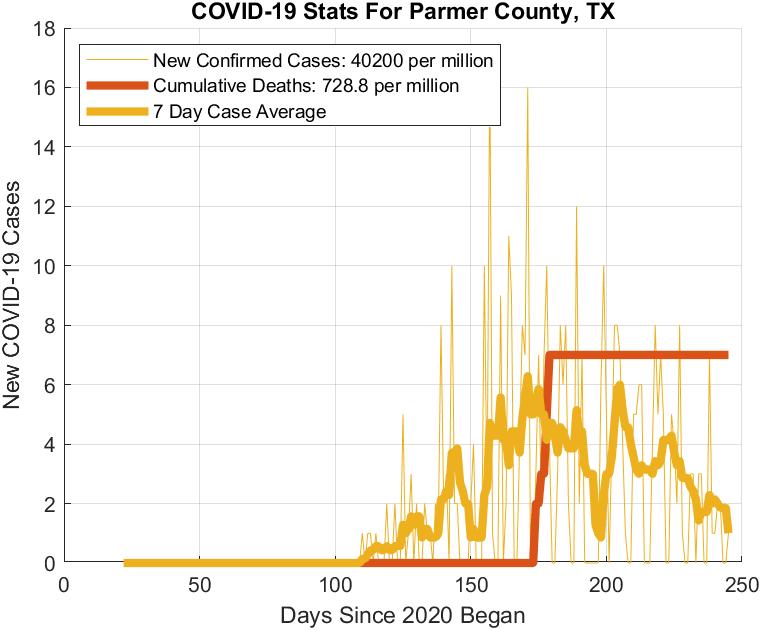 COVID-19 Stats For Parmer County, TX
New Confirmed Cases: 40200 per million
Cumulative Deaths: 728.8 per million
7 Day Case Average
New COVID-19 Cases
18
16
14
12
10
8
6
4
2
0
0 50 100 150 200 250
Days Since 2020 Began